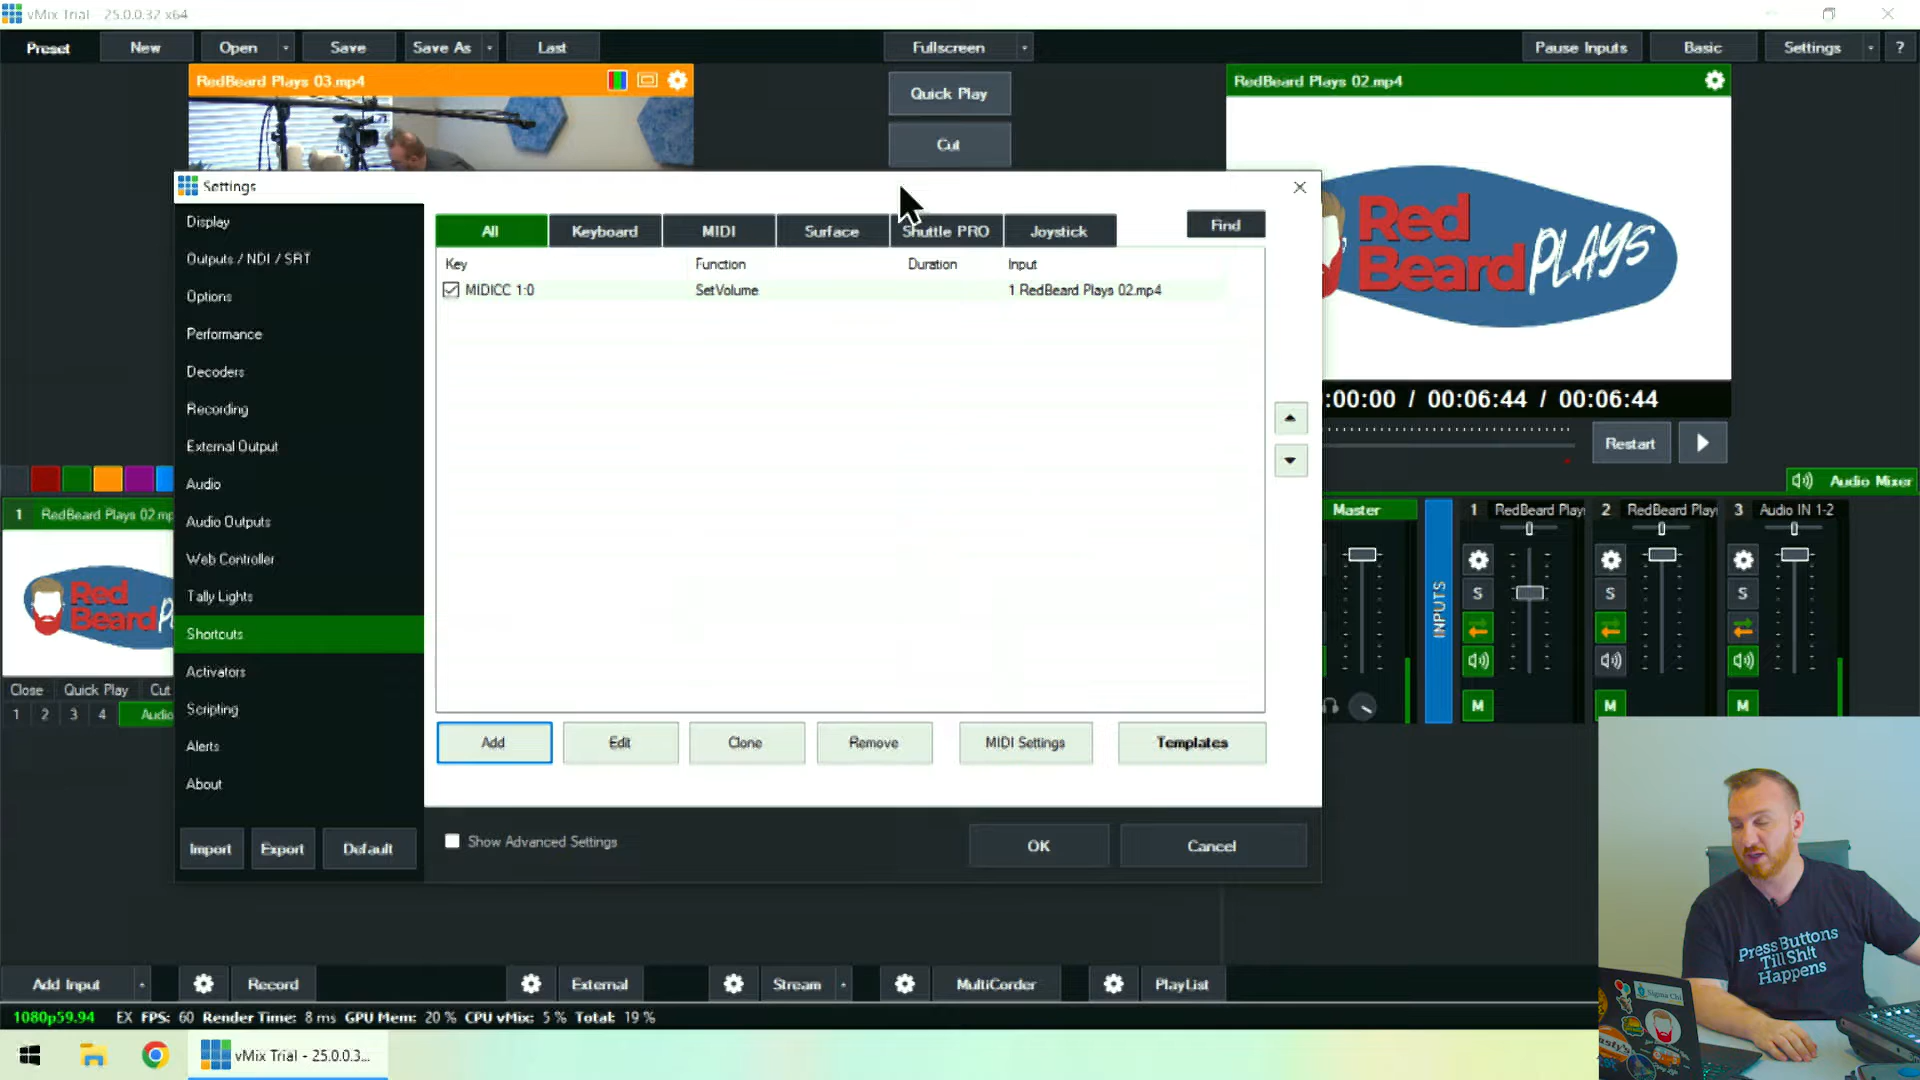 vMix Trial - 25.0.0.32 x64
Preset New Open Save Save As Last Fullscreen Pause Inputs Basic Settings ?
RedBeard Plays 03.mp4
Quick Play
Cut
RedBeard Plays 02.mp4
Red
Beard PLAYS
:00:00 / 00:06:44 / 00:06:44
Restart
Settings
Display
Outputs / NDI / SRT
Options
Performance
Decoders
Recording
External Output
Audio
Audio Outputs
Web Controller
Tally Lights
Shortcuts
Activators
Scripting
Alerts
About
Import Export Default
All Keyboard MIDI Surface Shuttle PRO Joystick Find
Key Function Duration Input
MIDICC 1:0 SetVolume 1 RedBeard Plays 02.mp4
Add Edit Clone Remove MIDI Settings Templates
Show Advanced Settings
OK Cancel
1 RedBeard Plays 02.mp
Red
Beard PL
Close Quick Play Cut
1 2 3 4 Audio
Audio Mixer
Master 1 RedBeard Play 2 RedBeard Play 3 Audio IN 1-2
INPUTS
S S S
M M M
Add Input Record External Stream MultiCorder PlayList
1080p59.94 EX FPS: 60 Render Time: 8 ms GPU Mem: 20 % CPU vMix: 5 % Total: 19 %
vMix Trial - 25.0.0.3...
Press Buttons
Till Sh!t
Happens
Sigma Chi